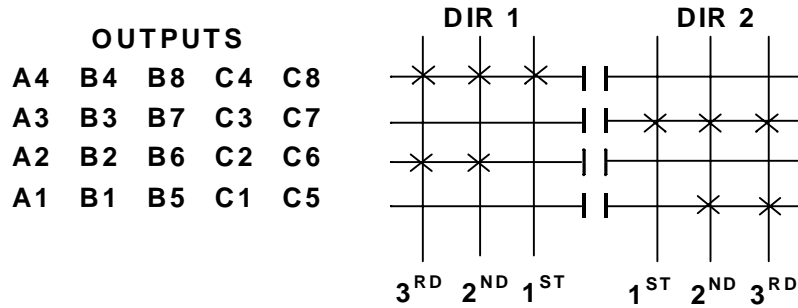 DIR 1 DIR 2
OUTPUTS
A4 B4 B8 C4 C8
A3 B3 B7 C3 C7
A2 B2 B6 C2 C6
A1 B1 B5 C1 C5
3RD 2ND 1ST 1ST 2ND 3RD